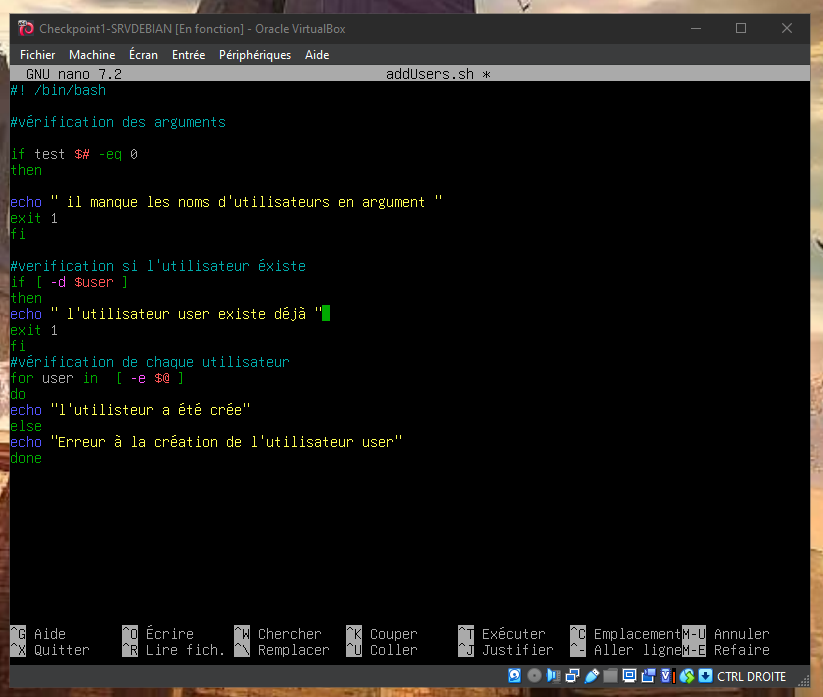 Checkpoint1-SRVDEBIAN [En fonction] - Oracle VirtualBox
Fichier Machine Écran Entrée Périphériques Aide
GNU nano 7.2 addUsers.sh *
#! /bin/bash
#vérification des arguments
if test $# -eq 0
then
echo " il manque les noms d'utilisateurs en argument "
exit 1
fi
#verification si l'utilisateur éxiste
if [ -d $user ]
then
echo " l'utilisateur user existe déjà "
exit 1
fi
#vérification de chaque utilisateur
for user in  [ -e $@ ]
do
echo "l'utilisteur a été crée"
else
echo "Erreur à la création de l'utilisateur user"
done
^G Aide ^O Écrire ^W Chercher ^K Couper ^T Exécuter ^C Emplacement M-U Annuler
^X Quitter ^R Lire fich. ^\ Remplacer ^U Coller ^J Justifier ^- Aller ligne M-E Refaire
CTRL DROITE